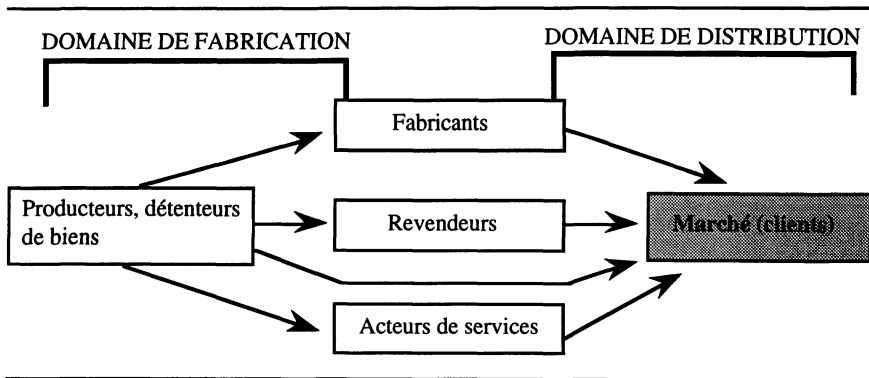 DOMAINE DE FABRICATION
DOMAINE DE DISTRIBUTION
Fabricants
Producteurs, détenteurs
de biens
Revendeurs
Marché (clients)
Acteurs de services